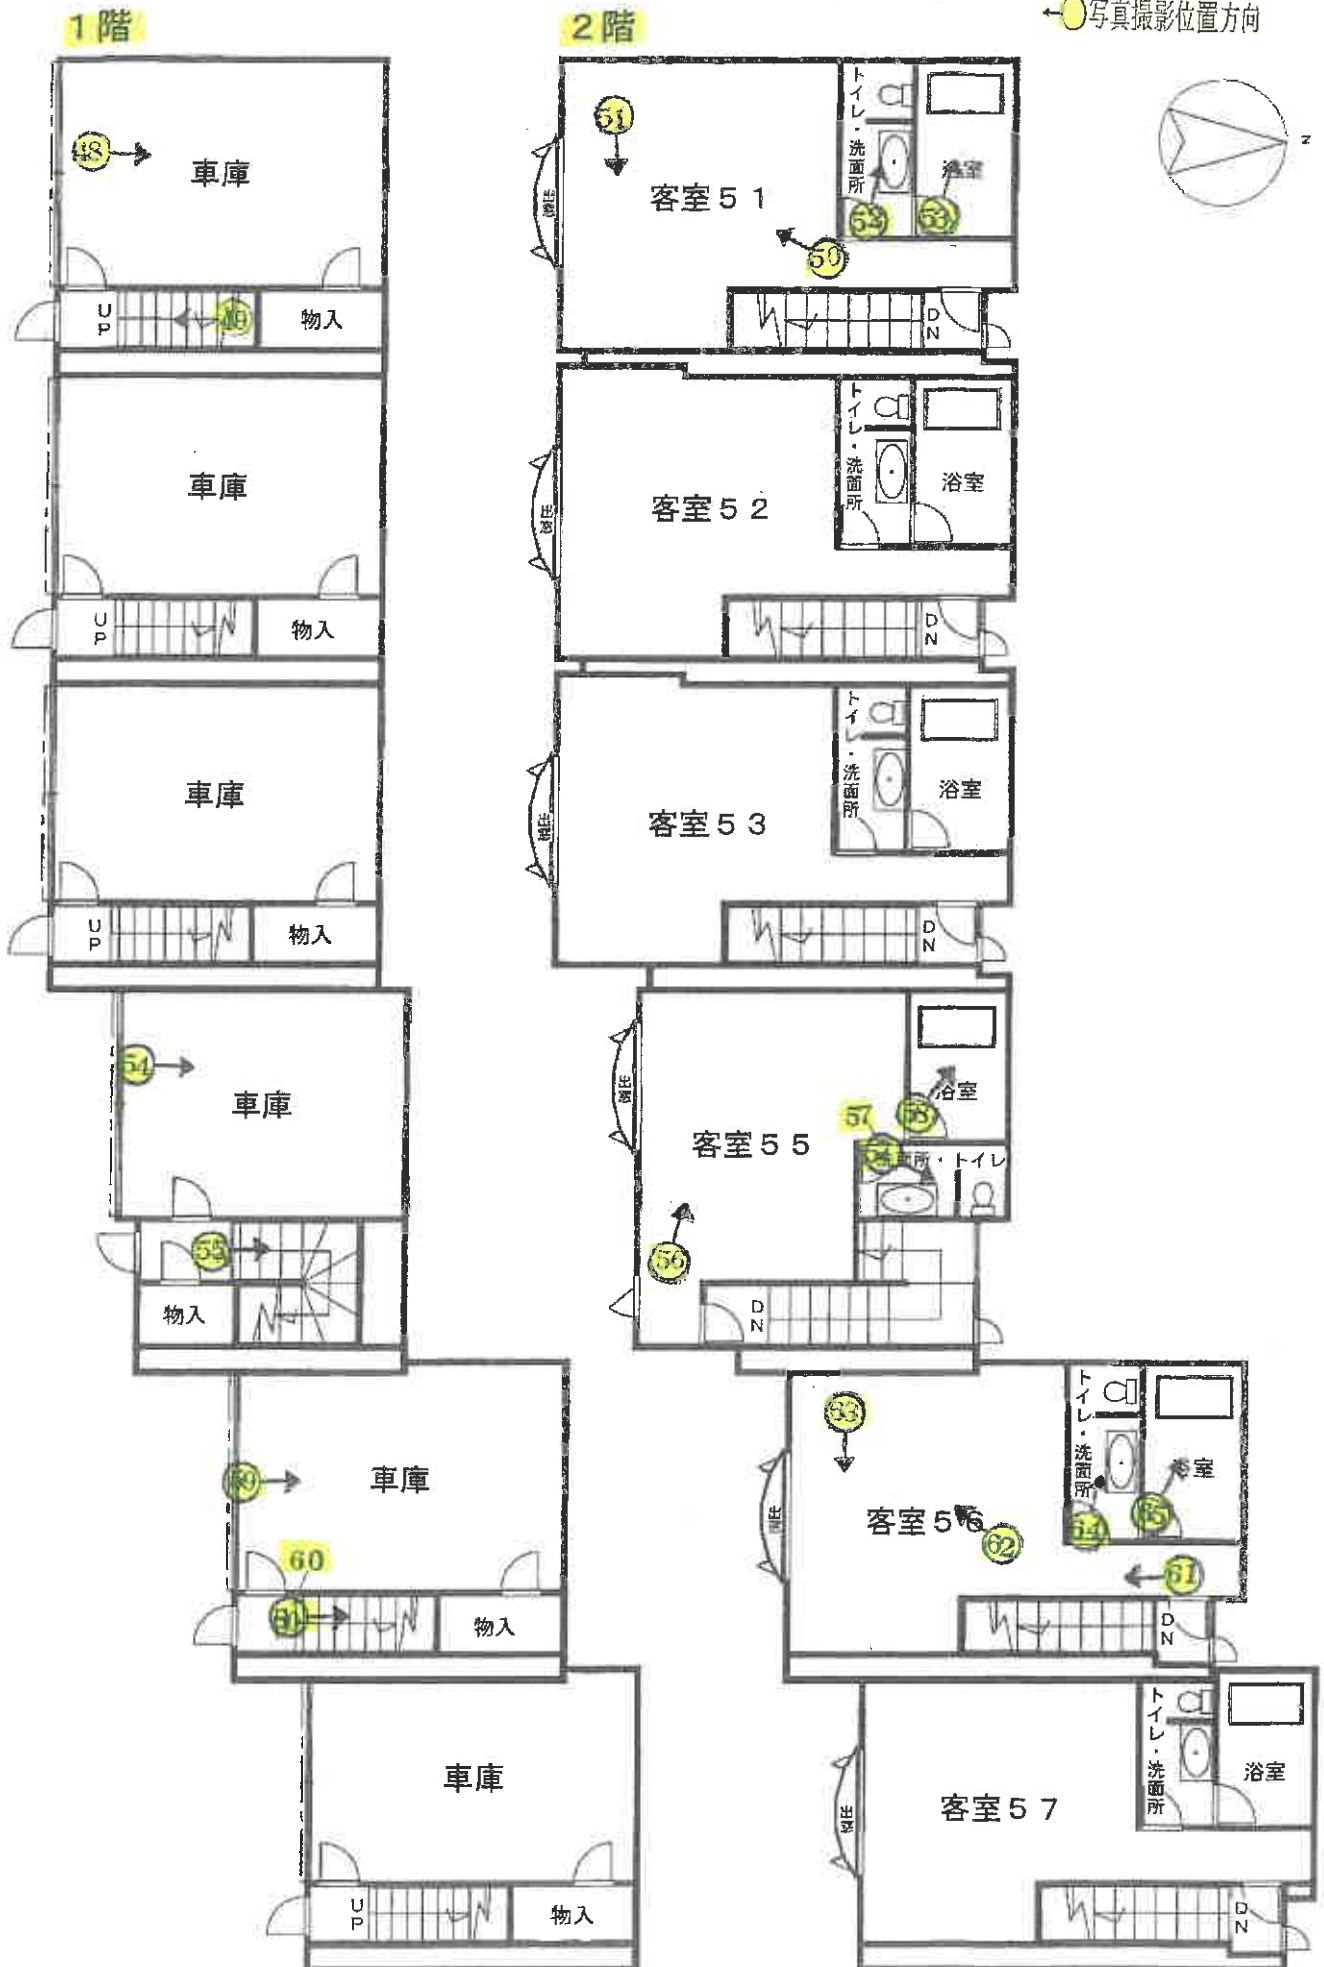 1階
2階
写真撮影位置方向
N
48
車庫
UP
49
物入
51
客室51
50
トイレ・洗面所
52
浴室
53
DN
車庫
UP
物入
客室52
トイレ・洗面所
浴室
DN
車庫
UP
物入
客室53
トイレ・洗面所
浴室
DN
54
車庫
55
物入
客室55
56
57
58
浴室
所・トイレ
DN
59
車庫
60
物入
63
客室56
62
トイレ・洗面所
64
65
61
DN
車庫
UP
物入
客室57
トイレ・洗面所
浴室
DN